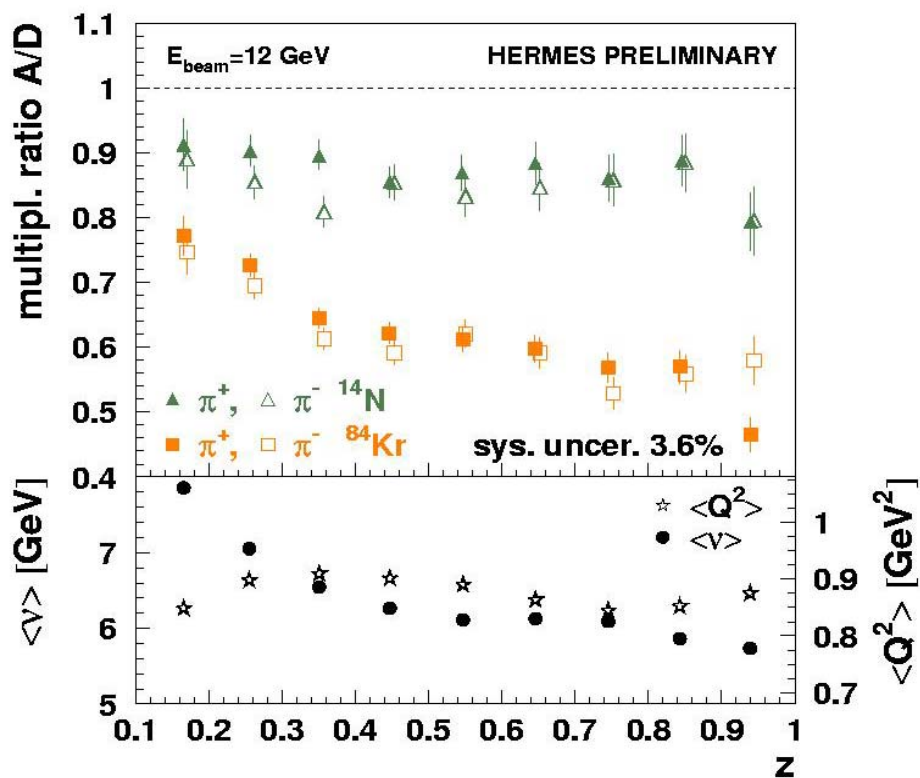 1.1
E_beam=12 GeV HERMES PRELIMINARY
1
0.9
0.8
0.7
0.6
0.5
0.4
multipl. ratio A/D
π⁺, π⁻ ¹⁴N
π⁺, π⁻ ⁸⁴Kr sys. uncer. 3.6%
<Q²>
<ν>
7
6
5
<ν> [GeV]
1
0.9
0.8
0.7
<Q²> [GeV²]
0.1 0.2 0.3 0.4 0.5 0.6 0.7 0.8 0.9 1
z